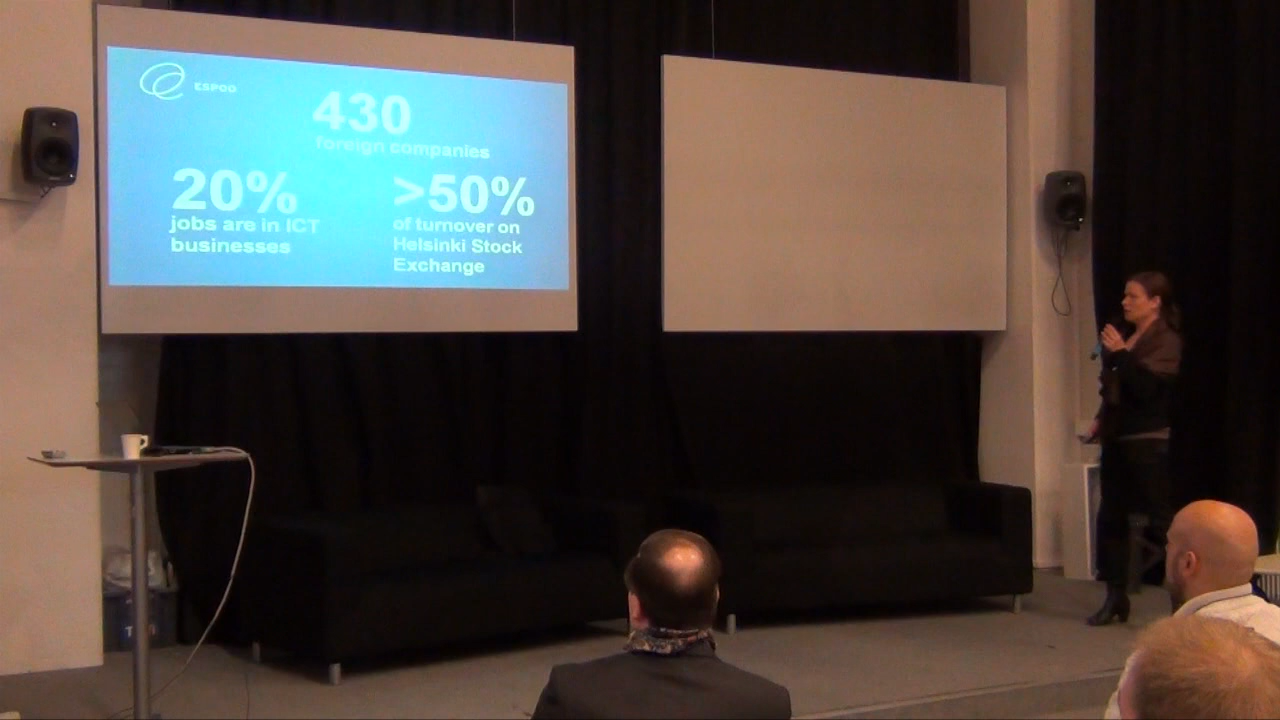 ESPOO
430
foreign companies
20%
jobs are in ICT
businesses
>50%
of turnover on
Helsinki Stock
Exchange